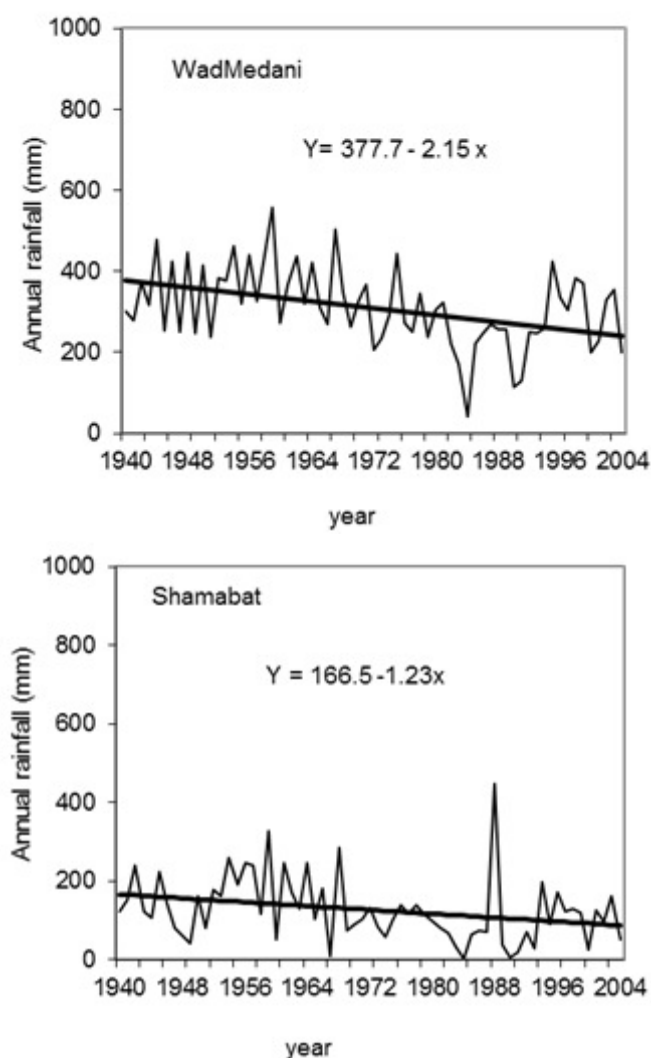 1000
WadMedani
800
Y= 377.7 - 2.15 x
600
400
200
0
Annual rainfall (mm)
1940 1948 1956 1964 1972 1980 1988 1996 2004
year
1000
Shamabat
800
Y = 166.5 -1.23x
600
400
200
0
Annual rainfall (mm)
1940 1948 1956 1964 1972 1980 1988 1996 2004
year